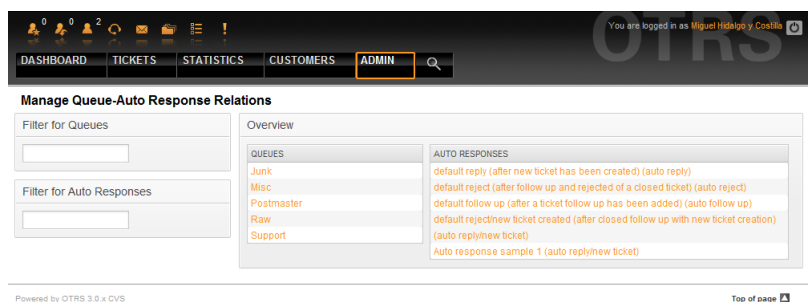 0 0 2
OTRS
You are logged in as Miguel Hidalgo y Costilla
DASHBOARD TICKETS STATISTICS CUSTOMERS ADMIN
Manage Queue-Auto Response Relations
Filter for Queues
Filter for Auto Responses
Overview
QUEUES
Junk
Misc
Postmaster
Raw
Support
AUTO RESPONSES
default reply (after new ticket has been created) (auto reply)
default reject (after follow up and rejected of a closed ticket) (auto reject)
default follow up (after a ticket follow up has been added) (auto follow up)
default reject/new ticket created (after closed follow up with new ticket creation)
(auto reply/new ticket)
Auto response sample 1 (auto reply/new ticket)
Powered by OTRS 3.0.x CVS
Top of page